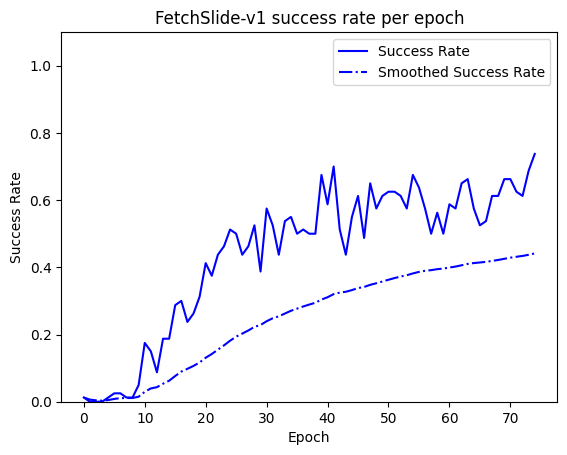 FetchSlide-v1 success rate per epoch
Success Rate
Smoothed Success Rate
1.0
0.8
0.6
0.4
0.2
0.0
Success Rate
0 10 20 30 40 50 60 70
Epoch